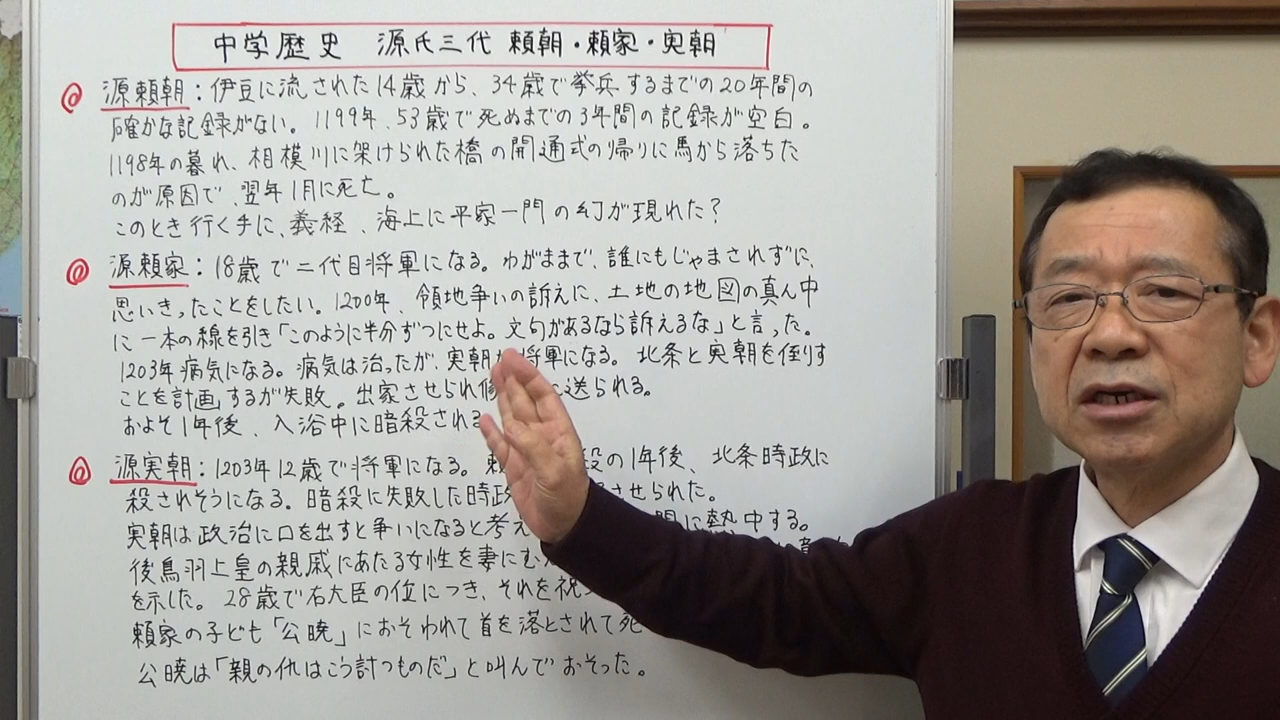 中学歴史 源氏三代 頼朝・頼家・実朝
◎ 源頼朝：伊豆に流された14歳から、34歳で挙兵するまでの20年間の
確かな記録がない。1199年、53歳で死ぬまでの3年間の記録が空白。
1198年の暮れ、相模川に架けられた橋の開通式の帰りに馬から落ちた
のが原因で、翌年1月に死亡。
このとき行く手に、義経、海上に平家一門の幻が現れた？
◎ 源頼家：18歳で二代目将軍になる。わがままで、誰にもじゃまされずに、
思いきったことをしたい。1200年、領地争いの訴えに、土地の地図の真ん中
に一本の線を引き「このように半分ずつにせよ。文句があるなら訴えるな」と言った。
1203年病気になる。病気は治ったが、実朝が将軍になる。北条と実朝を倒す
ことを計画するが失敗。出家させられ修 に送られる。
およそ1年後、入浴中に暗殺される
◎ 源実朝：1203年12歳で将軍になる。頼 殺の1年後、北条時政に
殺されそうになる。暗殺に失敗した時政 させられた。
実朝は政治に口を出すと争いになると考え に熱中する。
後鳥羽上皇の親戚にあたる女性を妻にむか
を示した。28歳で右大臣の位につき、それを祝
頼家の子ども「公暁」におそわれて首を落とされて死
公暁は「親の仇はこう討つものだ」と叫んでおそった。